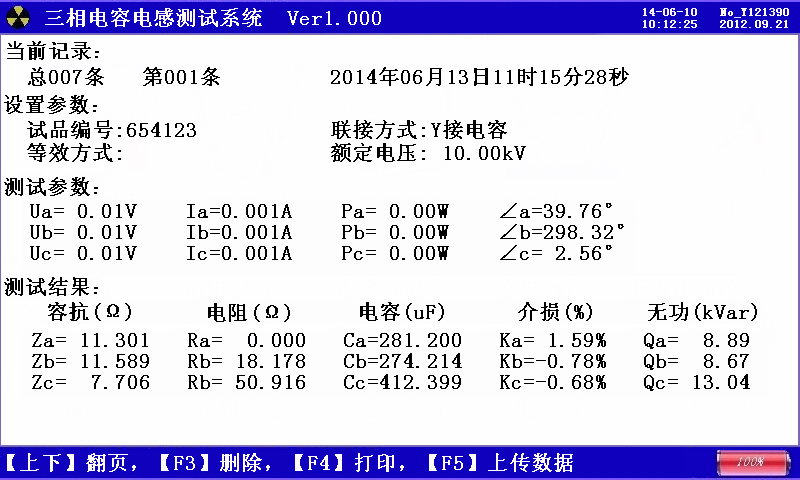 三相电容电感测试系统 Ver1.000 14-06-10 No_Y121390
10:12:25 2012.09.21
当前记录:
总007条 第001条 2014年06月13日11时15分28秒
设置参数:
试品编号:654123 联接方式:Y接电容
等效方式: 额定电压: 10.00kV
测试参数:
Ua= 0.01V Ia=0.001A Pa= 0.00W ∠a=39.76°
Ub= 0.01V Ib=0.001A Pb= 0.00W ∠b=298.32°
Uc= 0.01V Ic=0.001A Pc= 0.00W ∠c= 2.56°
测试结果:
容抗(Ω) 电阻(Ω) 电容(uF) 介损(%) 无功(kVar)
Za= 11.301 Ra= 0.000 Ca=281.200 Ka= 1.59% Qa= 8.89
Zb= 11.589 Rb= 18.178 Cb=274.214 Kb=-0.78% Qb= 8.67
Zc= 7.706 Rb= 50.916 Cc=412.399 Kc=-0.68% Qc= 13.04
【上下】翻页，【F3】删除，【F4】打印，【F5】上传数据 100%